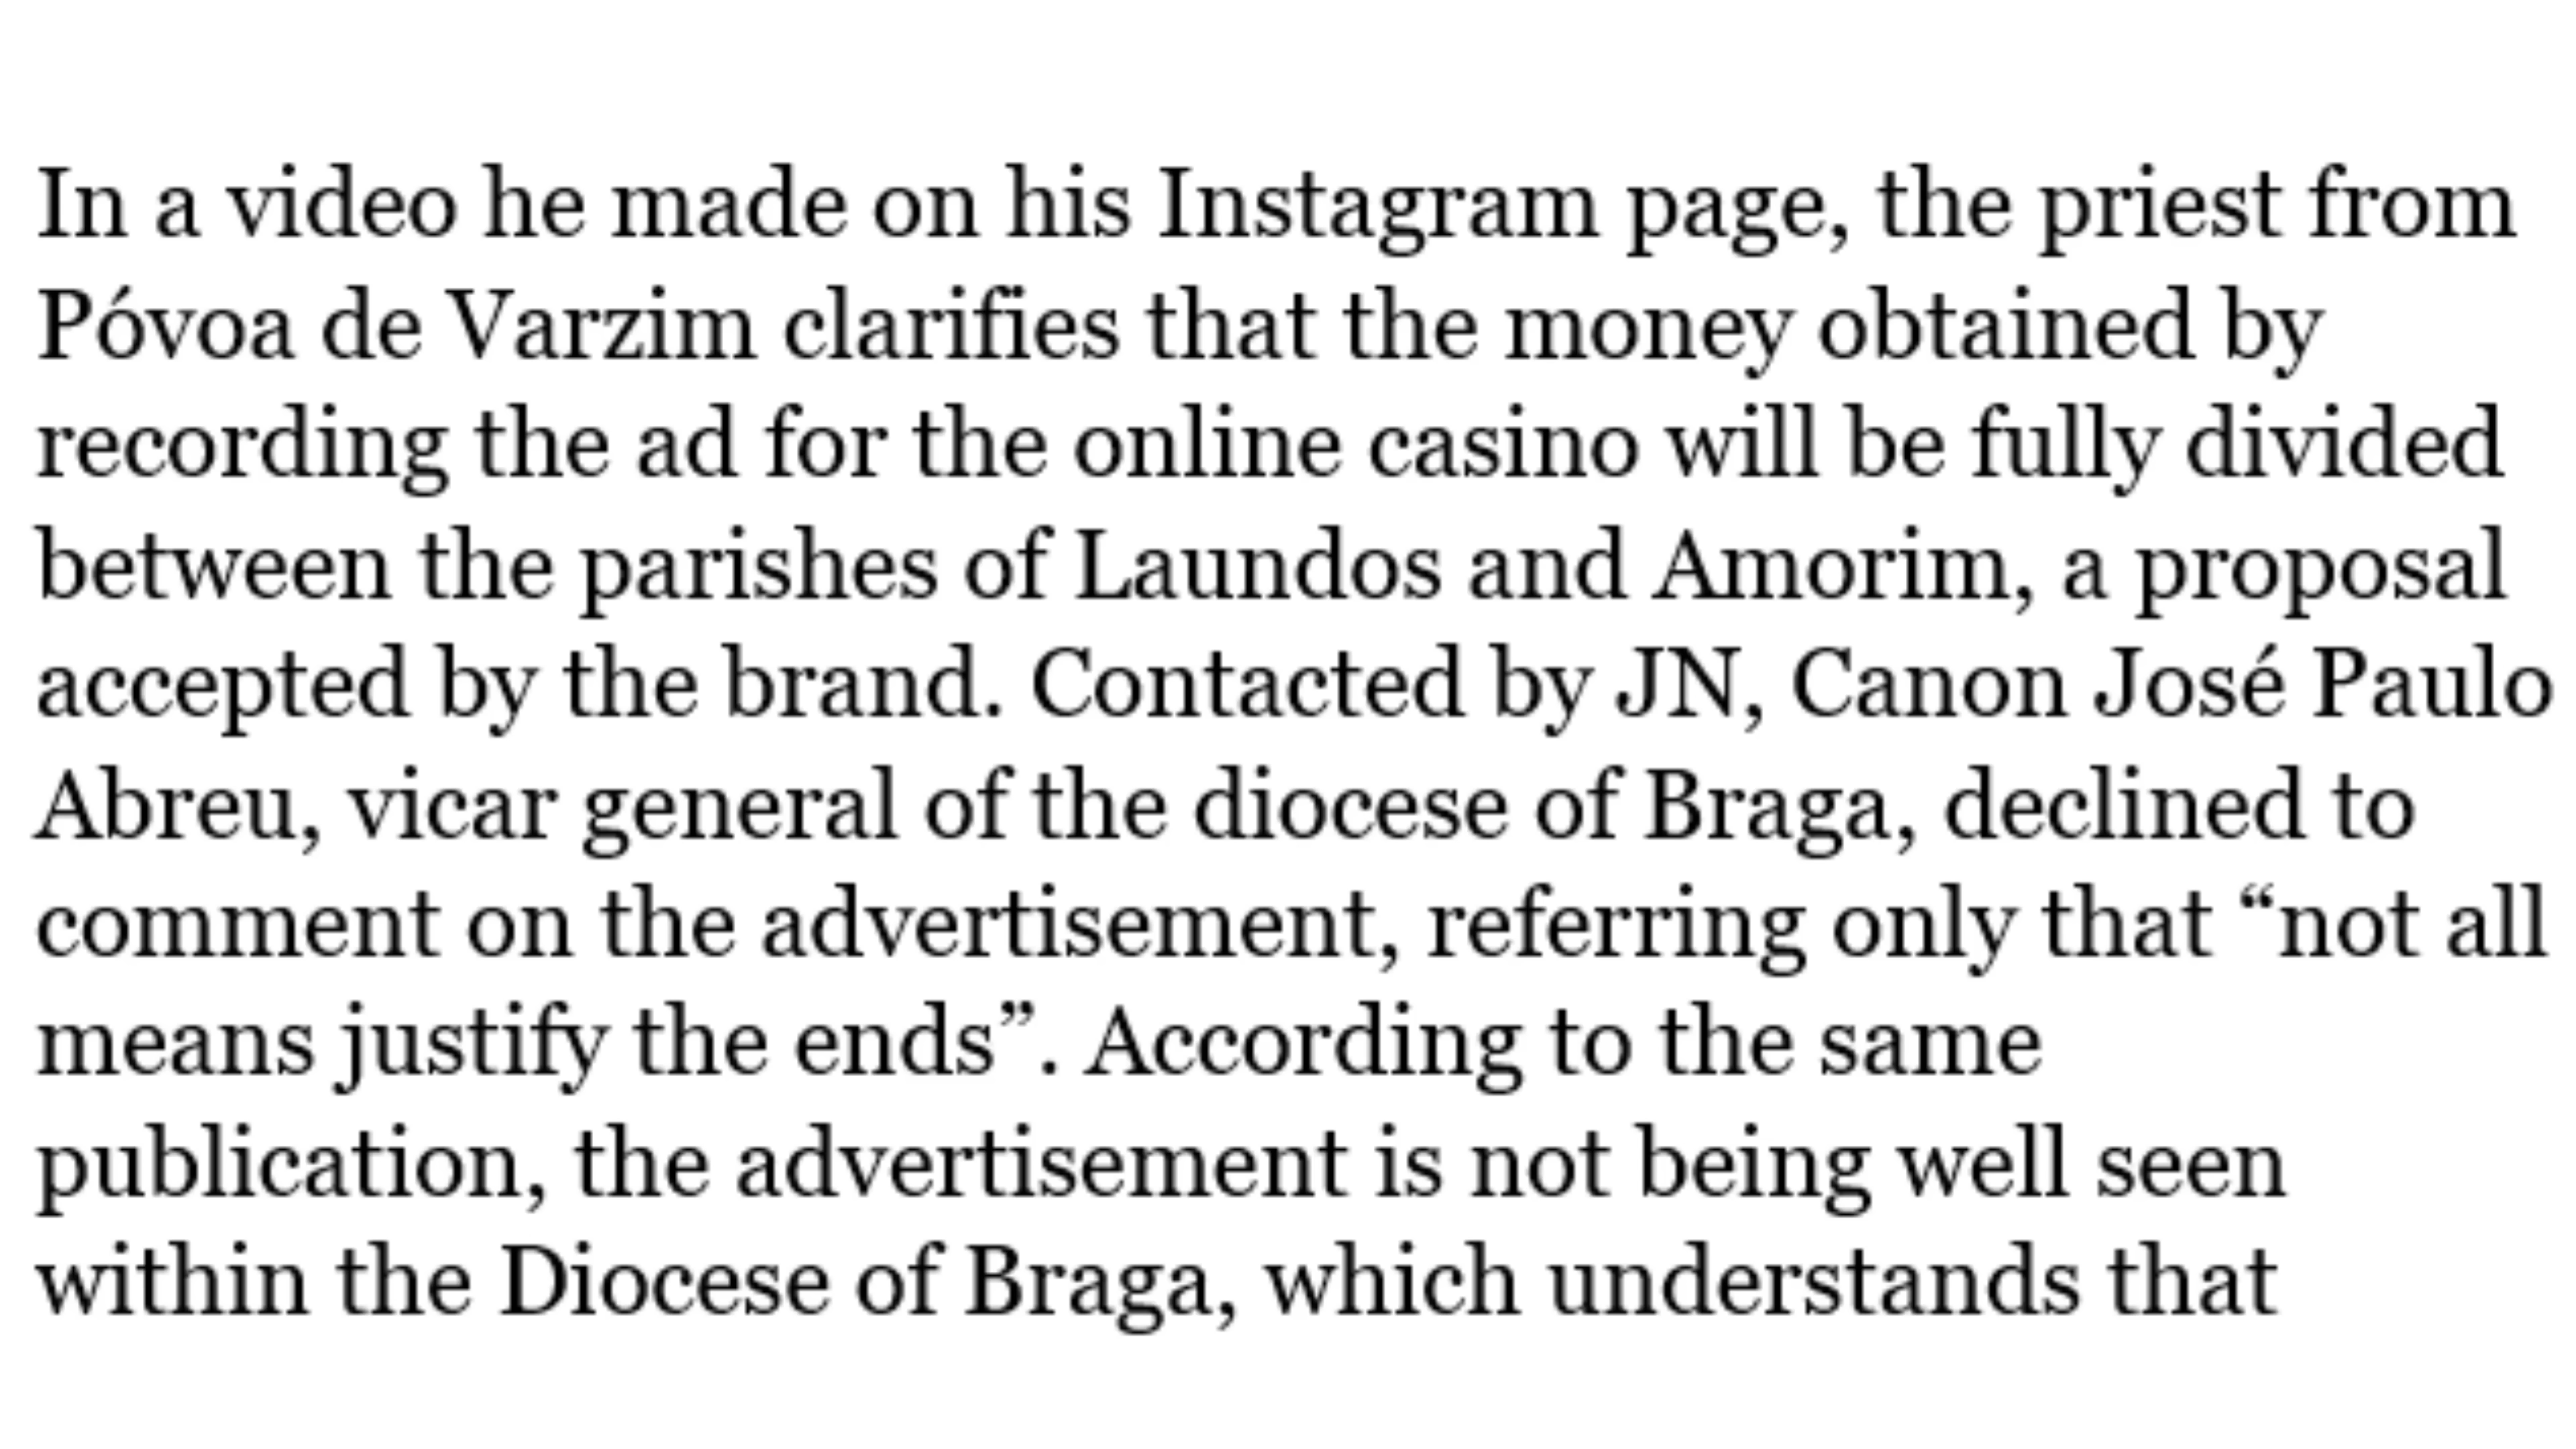 In a video he made on his Instagram page, the priest from
Póvoa de Varzim clarifies that the money obtained by
recording the ad for the online casino will be fully divided
between the parishes of Laundos and Amorim, a proposal
accepted by the brand. Contacted by JN, Canon José Paulo
Abreu, vicar general of the diocese of Braga, declined to
comment on the advertisement, referring only that “not all
means justify the ends”. According to the same
publication, the advertisement is not being well seen
within the Diocese of Braga, which understands that